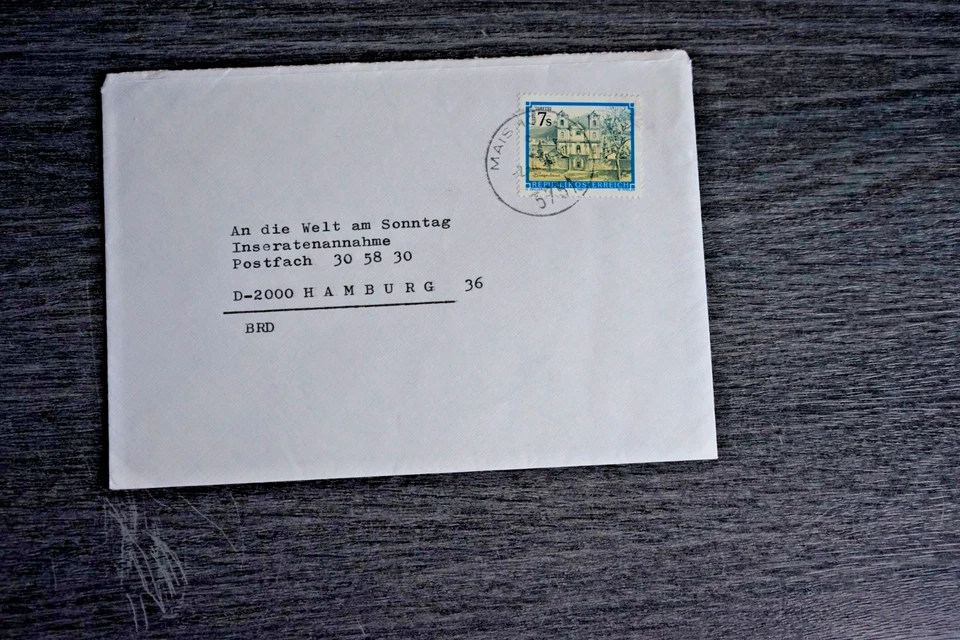 7s
REPUBLIK ÖSTERREICH
An die Welt am Sonntag
Inseratenannahme
Postfach 30 58 30
D-2000 H A M B U R G 36
BRD